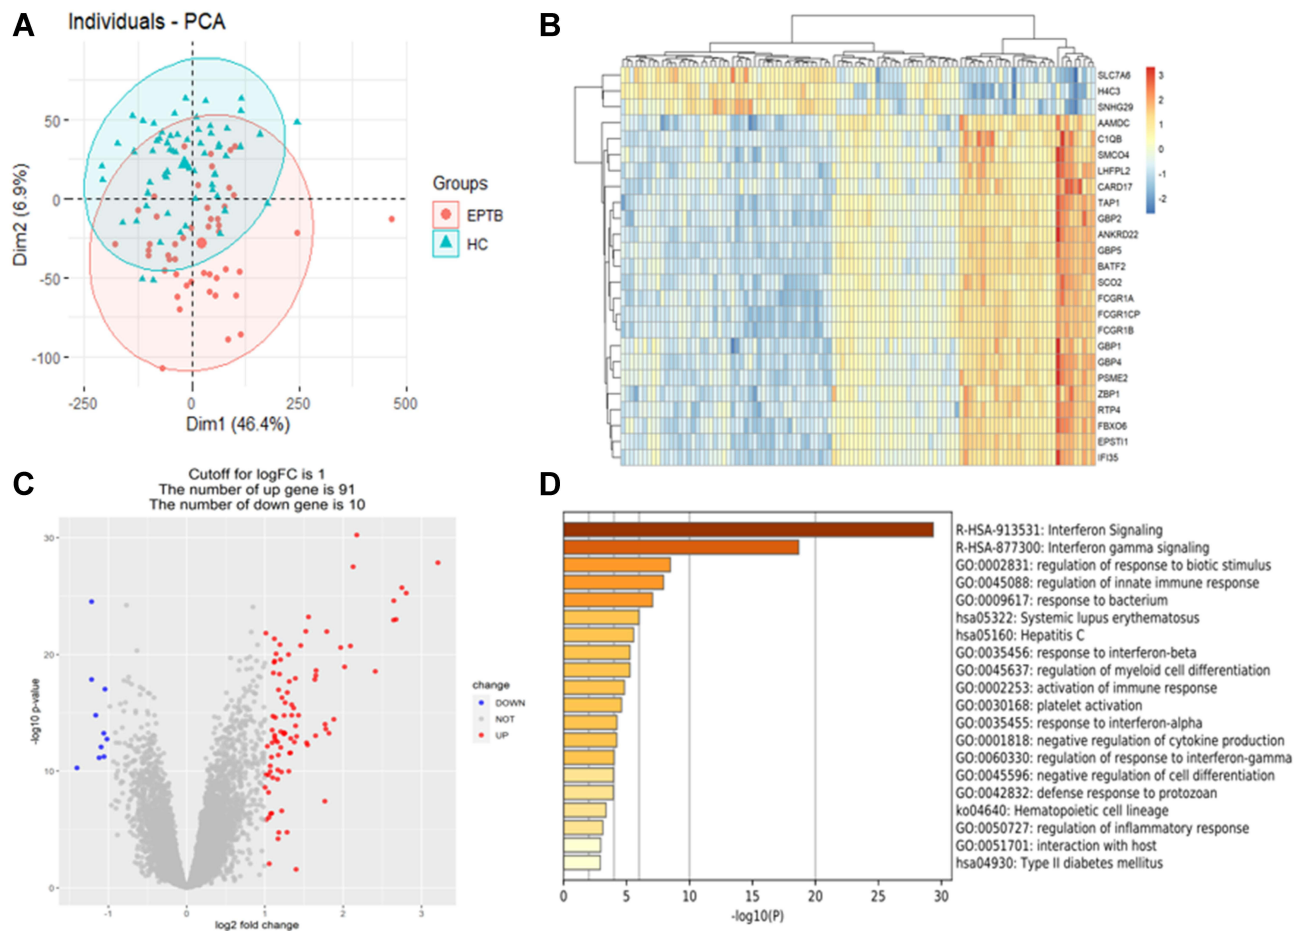 A
Individuals - PCA
50
0
-50
-100
-250
0
250
500
Dim2 (6.9%)
Dim1 (46.4%)
Groups
EPTB
HC
B
SLC7A6
H4C3
SNHG29
AAMDC
C1QB
SMCO4
LHFPL2
CARD17
TAP1
GBP2
ANKRD22
GBP5
BATF2
SCO2
FCGR1A
FCGR1CP
FCGR1B
GBP1
GBP4
PSME2
ZBP1
RTP4
FBXO6
EPSTI1
IFI35
3
2
1
0
-1
-2
C
Cutoff for logFC is 1
The number of up gene is 91
The number of down gene is 10
30
20
10
0
-1
0
1
2
3
-log10 p-value
log2 fold change
change
DOWN
NOT
UP
D
R-HSA-913531: Interferon Signaling
R-HSA-877300: Interferon gamma signaling
GO:0002831: regulation of response to biotic stimulus
GO:0045088: regulation of innate immune response
GO:0009617: response to bacterium
hsa05322: Systemic lupus erythematosus
hsa05160: Hepatitis C
GO:0035456: response to interferon-beta
GO:0045637: regulation of myeloid cell differentiation
GO:0002253: activation of immune response
GO:0030168: platelet activation
GO:0035455: response to interferon-alpha
GO:0001818: negative regulation of cytokine production
GO:0060330: regulation of response to interferon-gamma
GO:0045596: negative regulation of cell differentiation
GO:0042832: defense response to protozoan
ko04640: Hematopoietic cell lineage
GO:0050727: regulation of inflammatory response
GO:0051701: interaction with host
hsa04930: Type II diabetes mellitus
0
5
10
15
20
25
30
-log10(P)